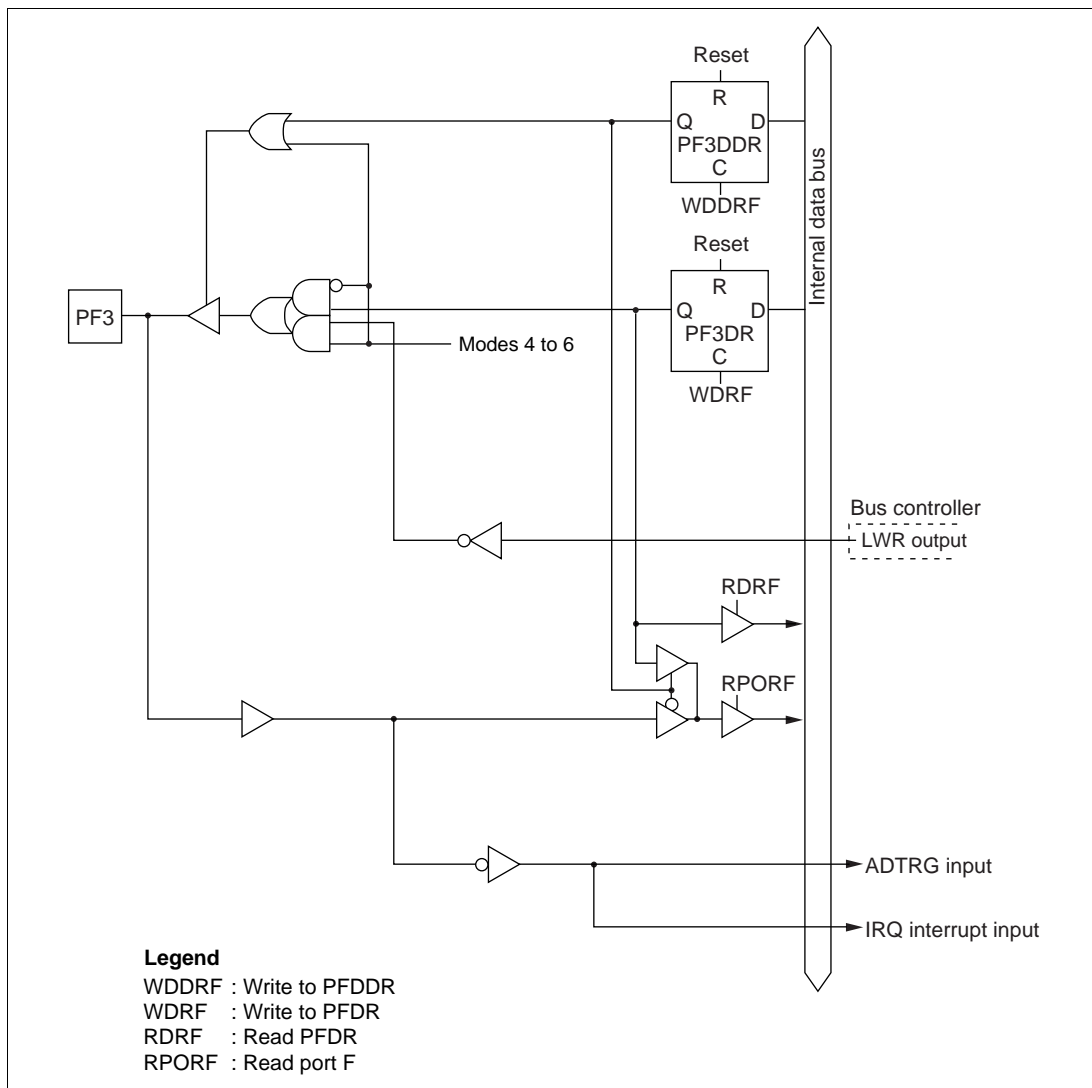 Reset
R
Q D
PF3DDR
C
WDDRF
Internal data bus
Reset
R
Q D
PF3DR
C
WDRF
PF3
Modes 4 to 6
Bus controller
LWR output
RDRF
RPORF
ADTRG input
IRQ interrupt input
Legend
WDDRF : Write to PFDDR
WDRF : Write to PFDR
RDRF : Read PFDR
RPORF : Read port F